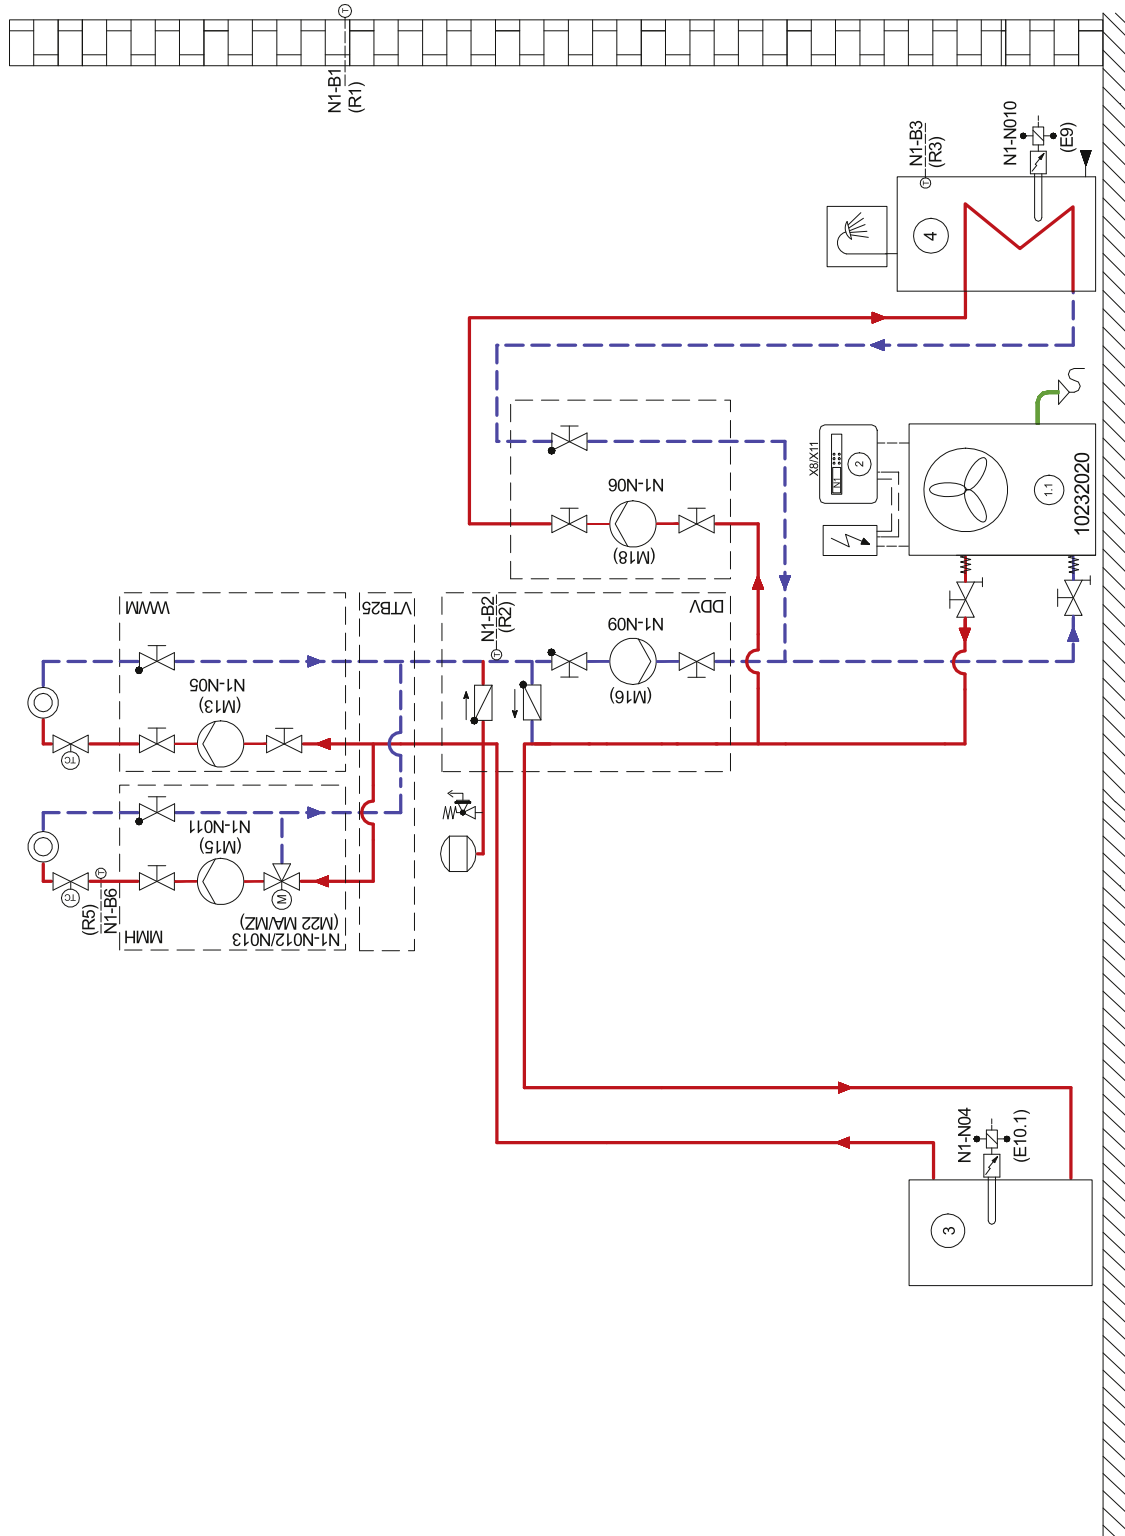 T
N1-B1
(R1)
N1-B3
(R3)
T
N1-N010
(E9)
4
X8/X11
N1
2
1.1
10232020
N1-N06
(M18)
WWM
N1-N05
(M13)
TC
VTB25
N1-B2
(R2)
T
DDV
N1-N09
(M16)
N1-N011
(M15)
TC
T
(R5)
N1-B6
M
N1-N012/N013
(M22 MA/MZ)
MMH
N1-N04
(E10.1)
3